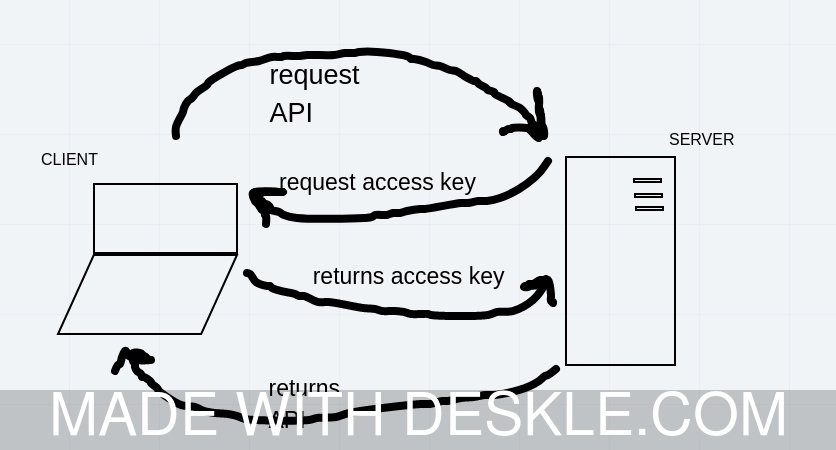 request
API
SERVER
CLIENT
request access key
returns access key
returns
API
MADE WITH DESKLE.COM